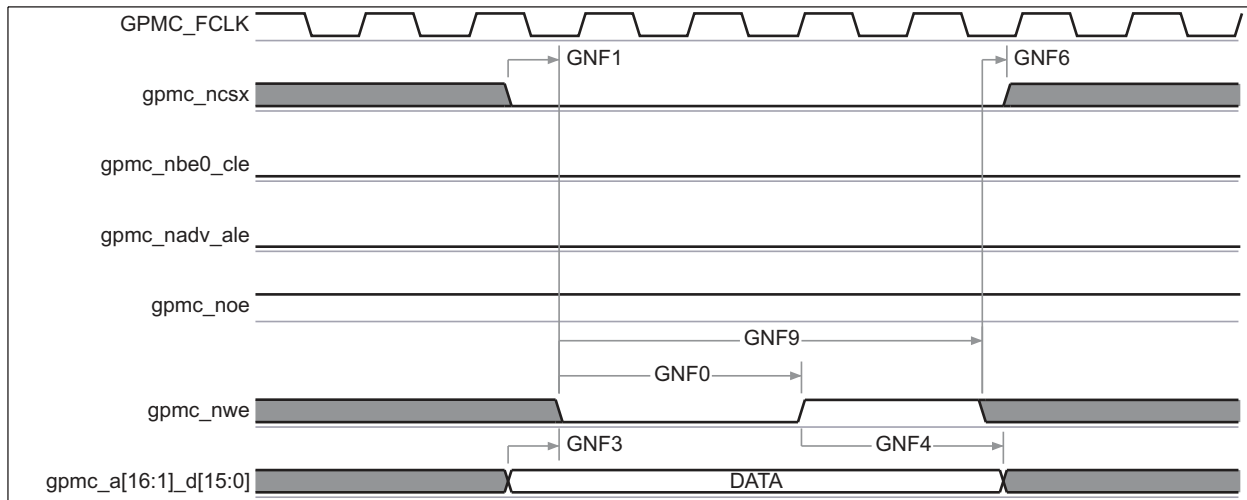 GPMC_FCLK
GNF1
GNF6
gpmc_ncsx
gpmc_nbe0_cle
gpmc_nadv_ale
gpmc_noe
GNF9
GNF0
gpmc_nwe
GNF3
GNF4
gpmc_a[16:1]_d[15:0]
DATA